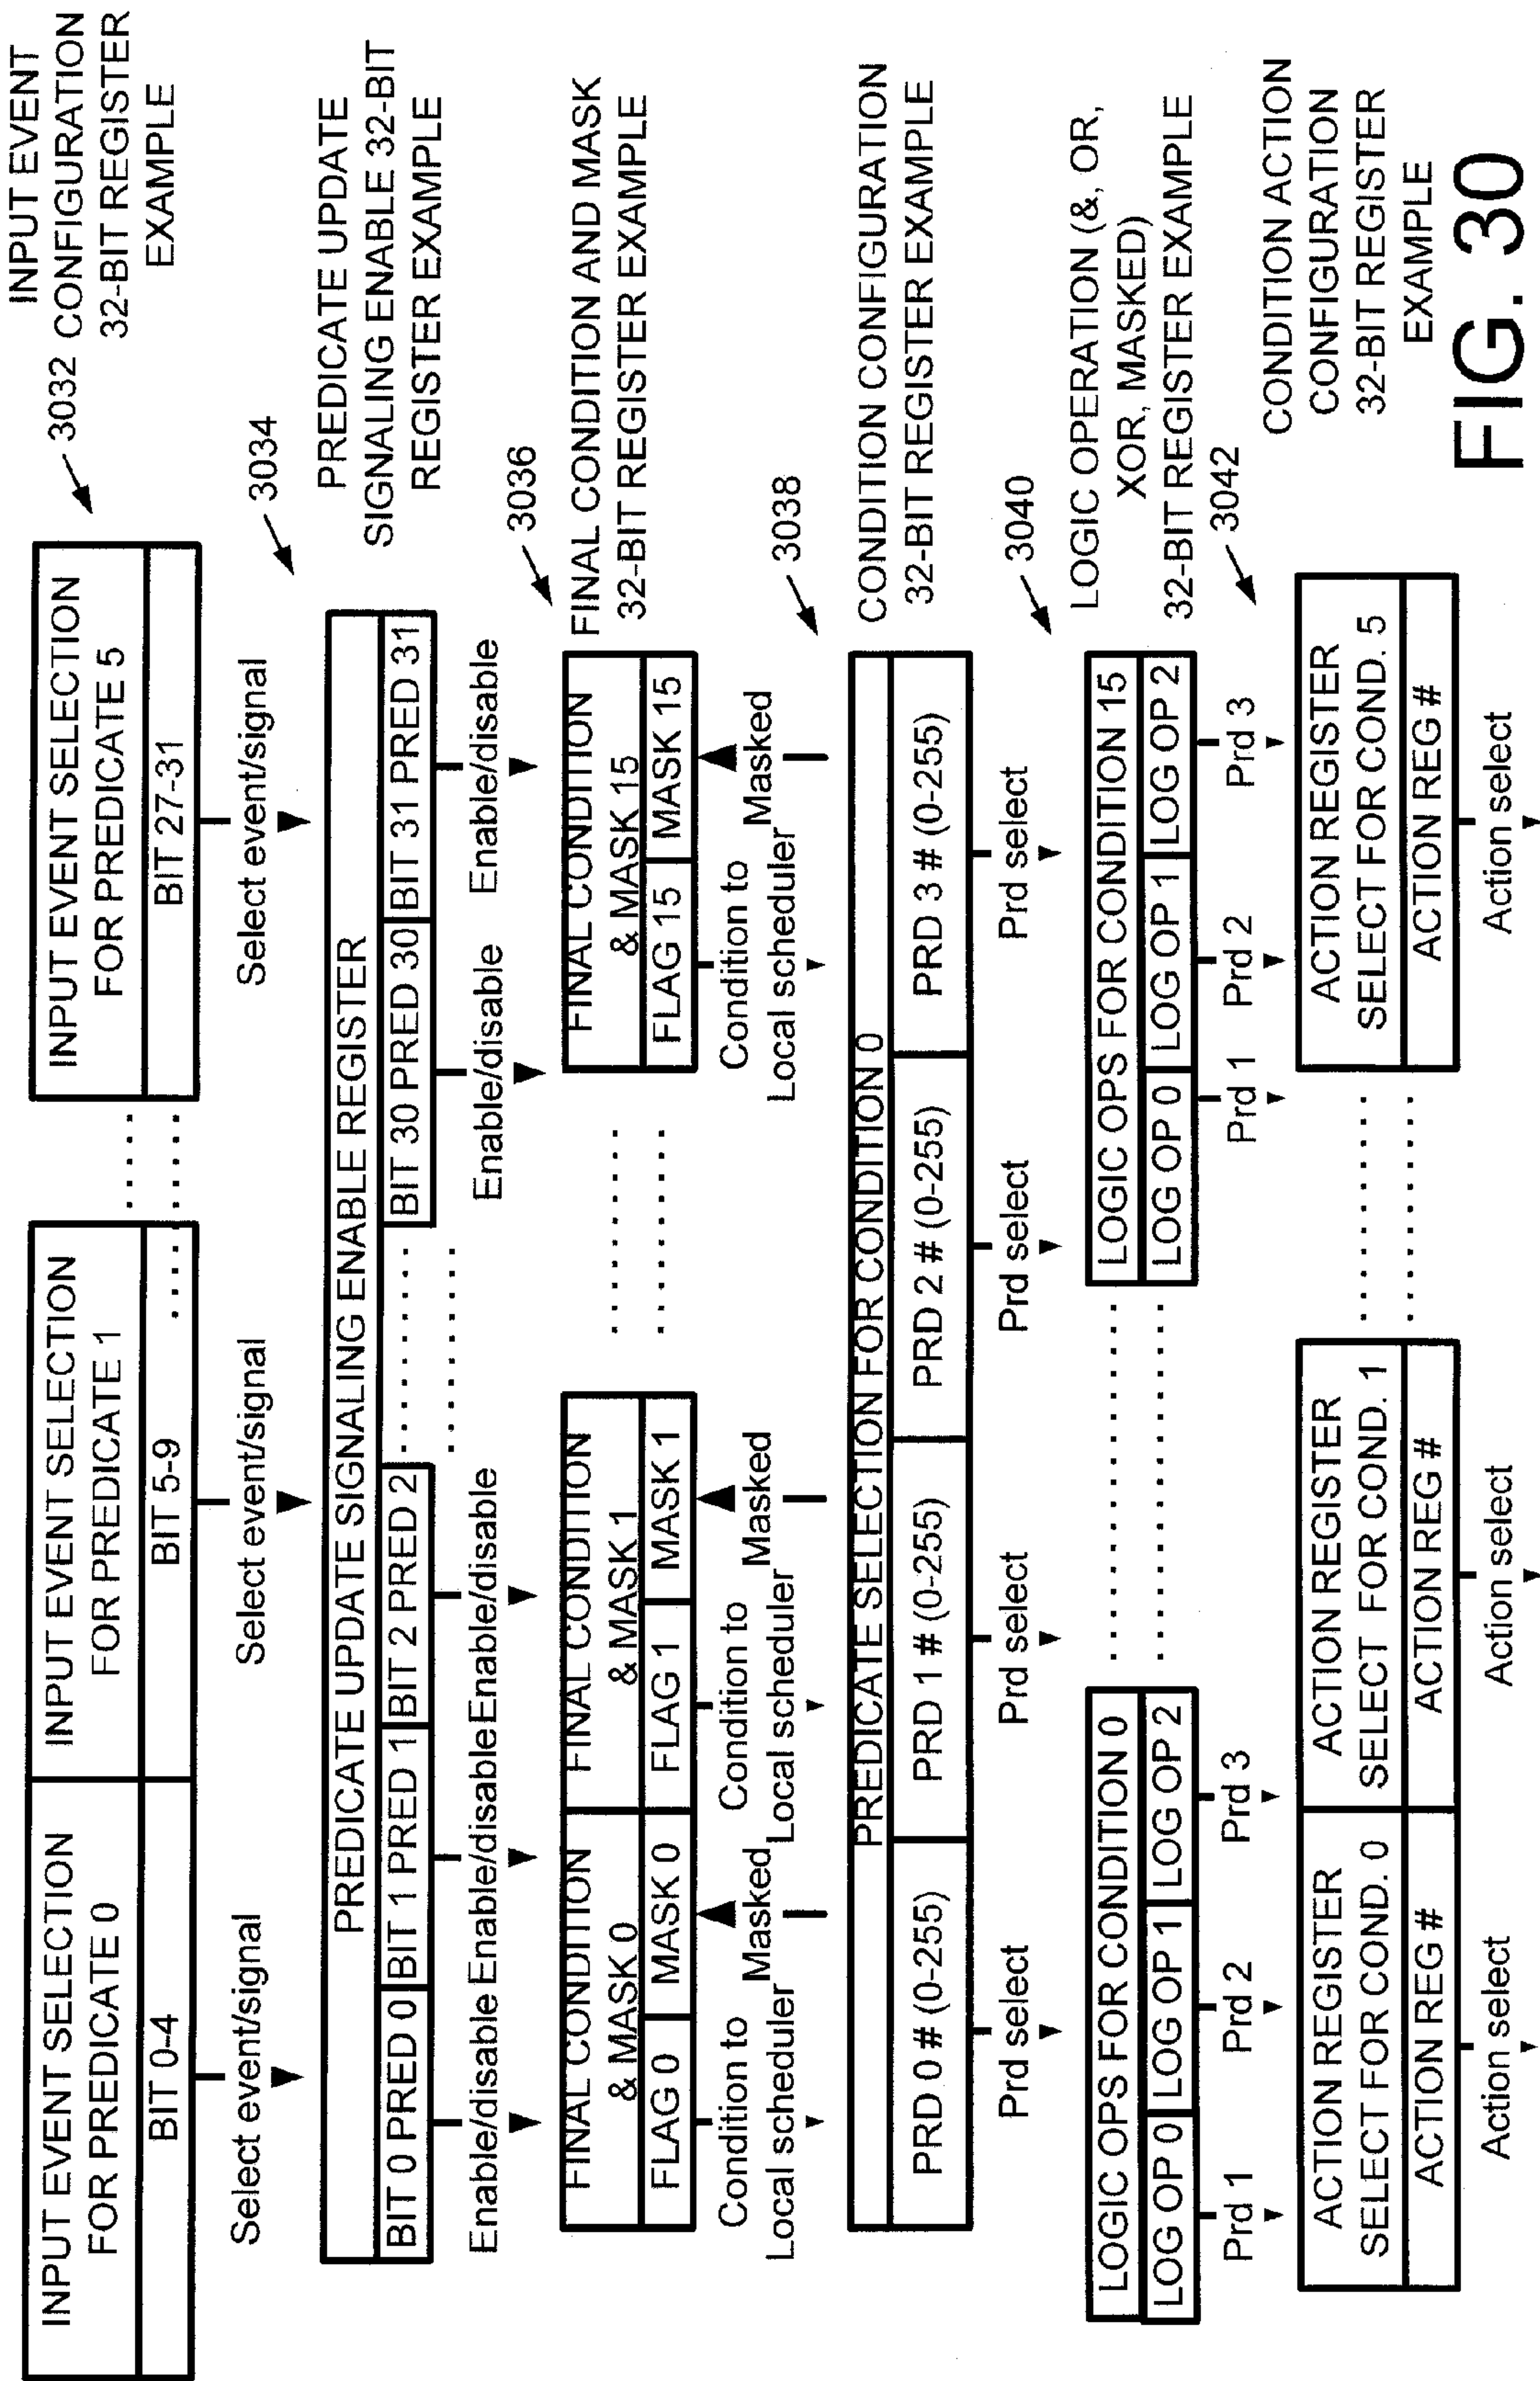 INPUT EVENT SELECTION
FOR PREDICATE 0
BIT 0-4
INPUT EVENT SELECTION
FOR PREDICATE 1
BIT 5-9
INPUT EVENT SELECTION
FOR PREDICATE 5
BIT 27-31
3032
INPUT EVENT
CONFIGURATION
32-BIT REGISTER
EXAMPLE
Select event/signal
Select event/signal
Select event/signal
3034
PREDICATE UPDATE
SIGNALING ENABLE 32-BIT
REGISTER EXAMPLE
PREDICATE UPDATE SIGNALING ENABLE REGISTER
BIT 0 PRED 0
BIT 1 PRED 1
BIT 2 PRED 2
BIT 30 PRED 30
BIT 31 PRED 31
Enable/disable
Enable/disable
Enable/disable
Enable/disable
Enable/disable
3036
FINAL CONDITION AND MASK
32-BIT REGISTER EXAMPLE
FINAL CONDITION
& MASK 0
FLAG 0
MASK 0
FINAL CONDITION
& MASK 1
FLAG 1
MASK 1
FINAL CONDITION
& MASK 15
FLAG 15
MASK 15
Condition to
Local scheduler
Masked
Condition to
Local scheduler
Masked
Condition to
Local scheduler
Masked
3038
CONDITION CONFIGURATION
32-BIT REGISTER EXAMPLE
PREDICATE SELECTION FOR CONDITION 0
PRD 0 # (0-255)
PRD 1 # (0-255)
PRD 2 # (0-255)
PRD 3 # (0-255)
Prd select
Prd select
Prd select
Prd select
3040
LOGIC OPERATION (&, OR,
XOR, MASKED)
32-BIT REGISTER EXAMPLE
LOGIC OPS FOR CONDITION 0
LOG OP 0
LOG OP 1
LOG OP 2
LOGIC OPS FOR CONDITION 15
LOG OP 0
LOG OP 1
LOG OP 2
Prd 1
Prd 2
Prd 3
Prd 1
Prd 2
Prd 3
3042
CONDITION ACTION
CONFIGURATION
32-BIT REGISTER
EXAMPLE
ACTION REGISTER
SELECT FOR COND. 0
ACTION REG #
ACTION REGISTER
SELECT FOR COND. 1
ACTION REG #
ACTION REGISTER
SELECT FOR COND. 5
ACTION REG #
Action select
Action select
Action select
FIG. 30